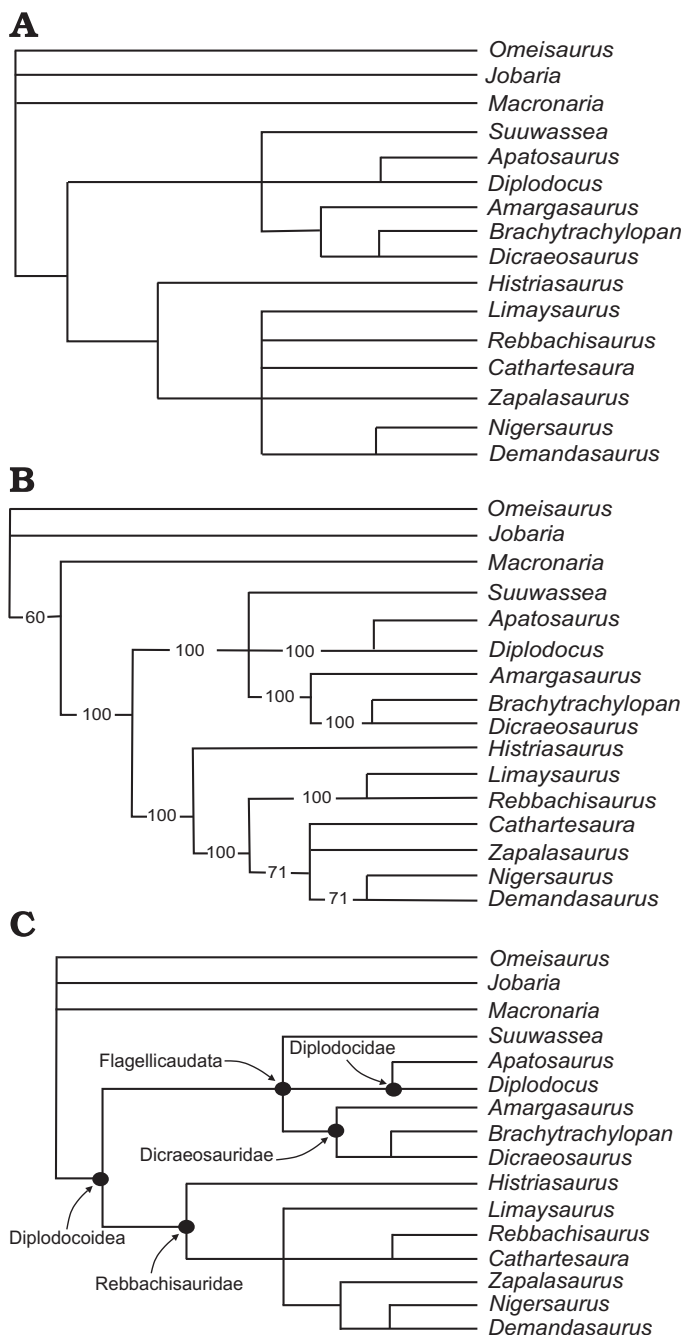 A
Omeisaurus
Jobaria
Macronaria
Suuwassea
Apatosaurus
Diplodocus
Amargasaurus
Brachytrachylopan
Dicraeosaurus
Histriasaurus
Limaysaurus
Rebbachisaurus
Cathartesaura
Zapalasaurus
Nigersaurus
Demandasaurus
B
Omeisaurus
Jobaria
Macronaria
Suuwassea
60
Apatosaurus
100
100
Diplodocus
Amargasaurus
100
Brachytrachylopan
100
100
Dicraeosaurus
Histriasaurus
Limaysaurus
100
Rebbachisaurus
100
Cathartesaura
100
Zapalasaurus
71
Nigersaurus
71
Demandasaurus
C
Omeisaurus
Jobaria
Macronaria
Suuwassea
Flagellicaudata
Diplodocidae
Apatosaurus
Diplodocus
Amargasaurus
Brachytrachylopan
Dicraeosauridae
Dicraeosaurus
Histriasaurus
Limaysaurus
Diplodocoidea
Rebbachisaurus
Cathartesaura
Rebbachisauridae
Zapalasaurus
Nigersaurus
Demandasaurus